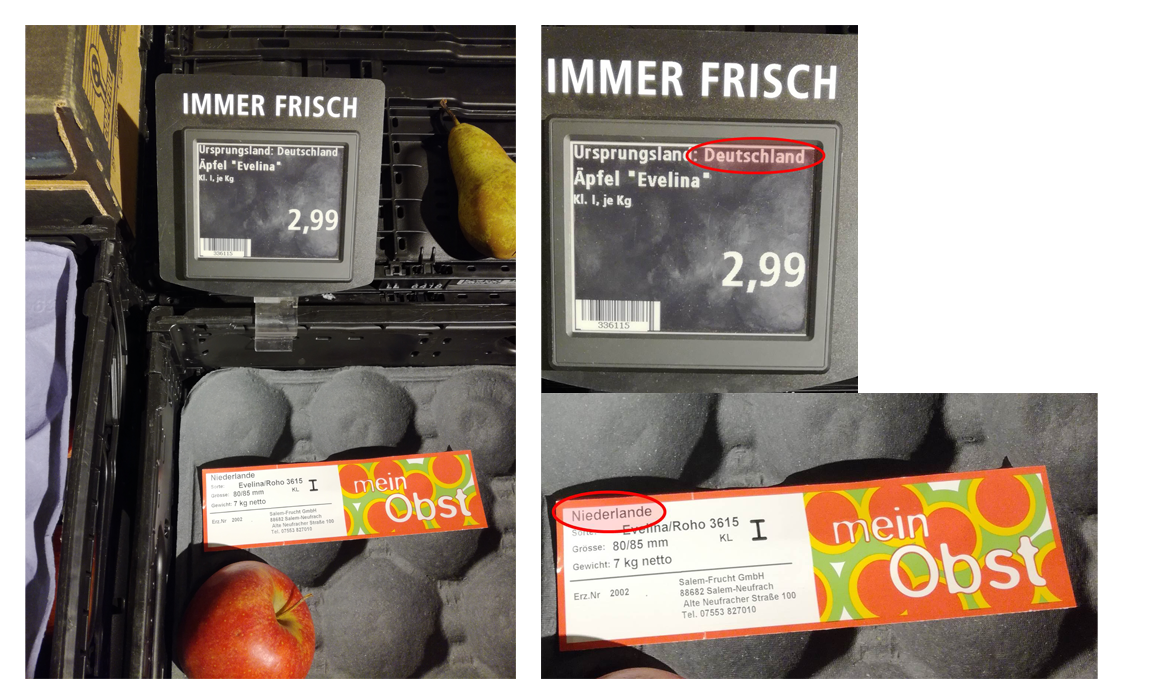 IMMER FRISCH
Ursprungsland: Deutschland
Äpfel "Evelina"
Kl. I, je Kg
2,99
336115
Niederlande
Sorte: Evelina/Roho 3615
Grösse: 80/85 mm KL I
Gewicht: 7 kg netto
Erz.Nr 2002
Salem-Frucht GmbH
88682 Salem-Neufrach
Alte Neufracher Straße 100
Tel. 07553 827010
mein
Obst
IMMER FRISCH
Ursprungsland: Deutschland
Äpfel "Evelina"
Kl. I, je Kg
2,99
336115
Niederlande
Sorte: Evelina/Roho 3615
Grösse: 80/85 mm KL I
Gewicht: 7 kg netto
Erz.Nr 2002
Salem-Frucht GmbH
88682 Salem-Neufrach
Alte Neufracher Straße 100
Tel. 07553 827010
mein
Obst